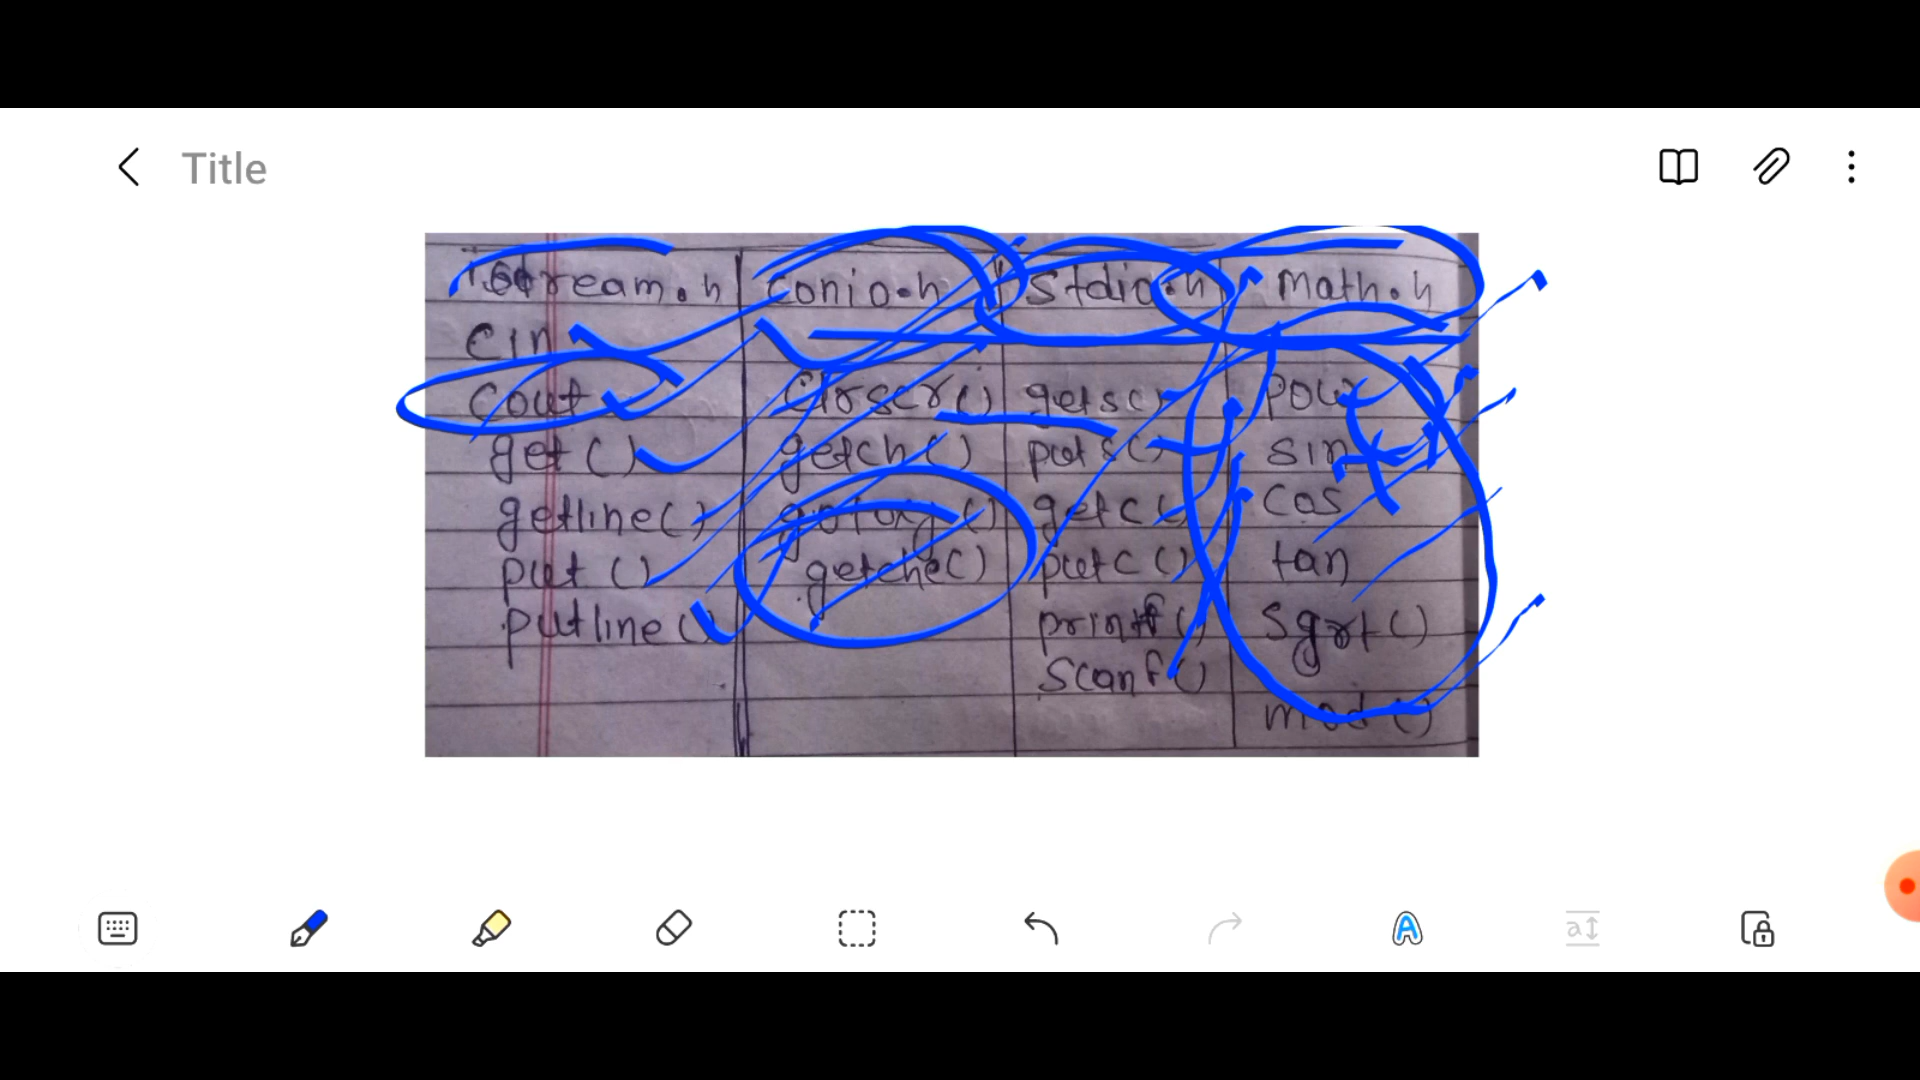 Title
iostream.h conio.h stdio.h math.h
cin
cout clrscr() gets() pow
get() getch() puts() sin
getline() gotoxy() getc() cos
put() getche() putc() tan
putline() printf() sqrt()
scanf()
mod()
A a